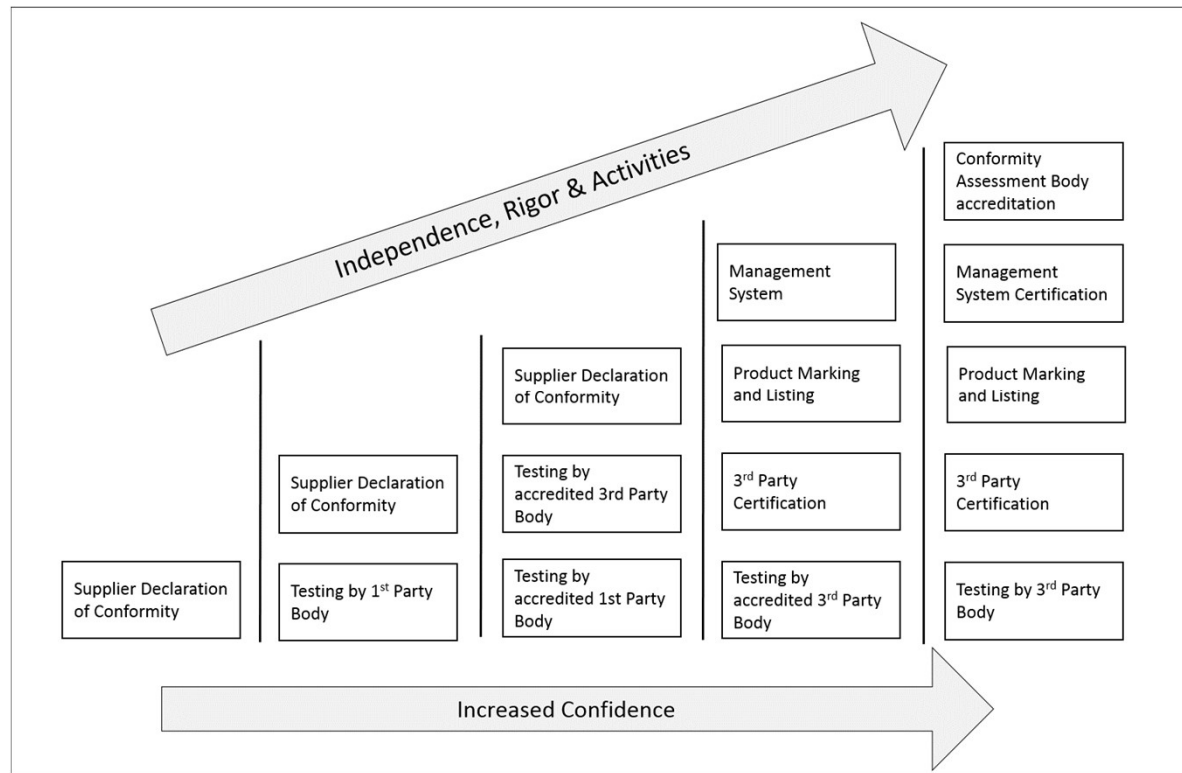 Independence, Rigor & Activities
Conformity
Assessment Body
accreditation
Management
System
Management
System Certification
Supplier Declaration
of Conformity
Product Marking
and Listing
Product Marking
and Listing
Supplier Declaration
of Conformity
Testing by
accredited 3rd Party
Body
3rd Party
Certification
3rd Party
Certification
Supplier Declaration
of Conformity
Testing by 1st Party
Body
Testing by
accredited 1st Party
Body
Testing by
accredited 3rd Party
Body
Testing by 3rd Party
Body
Increased Confidence